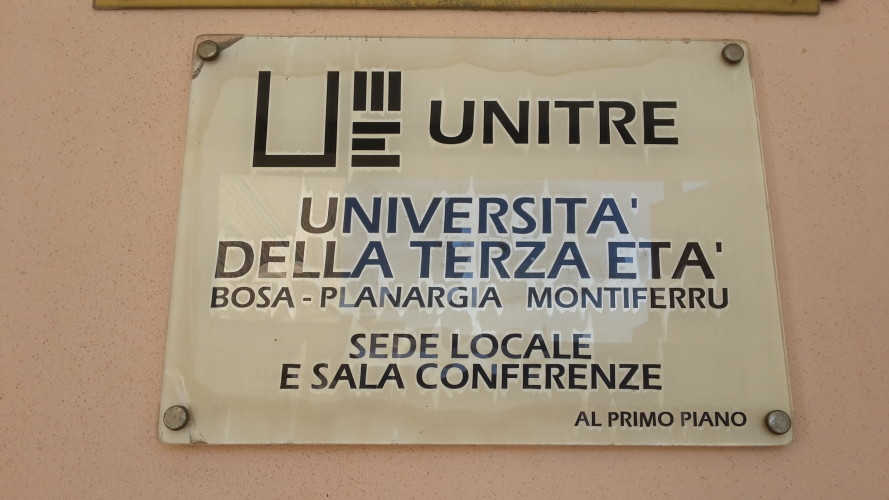 UNITRE
UNIVERSITA'
DELLA TERZA ETA'
BOSA - PLANARGIA MONTIFERRU
SEDE LOCALE
E SALA CONFERENZE
AL PRIMO PIANO